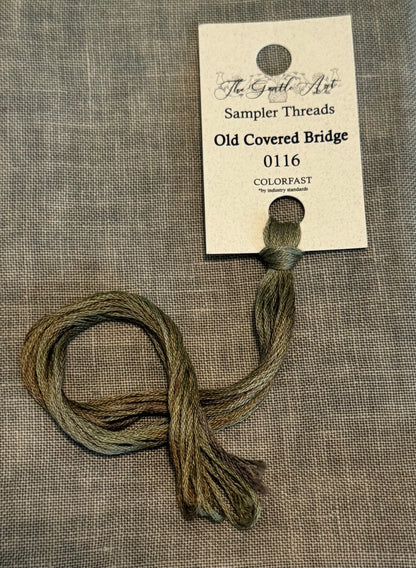 The Gentle Art
Sampler Threads
Old Covered Bridge
0116
COLORFAST
*by industry standards